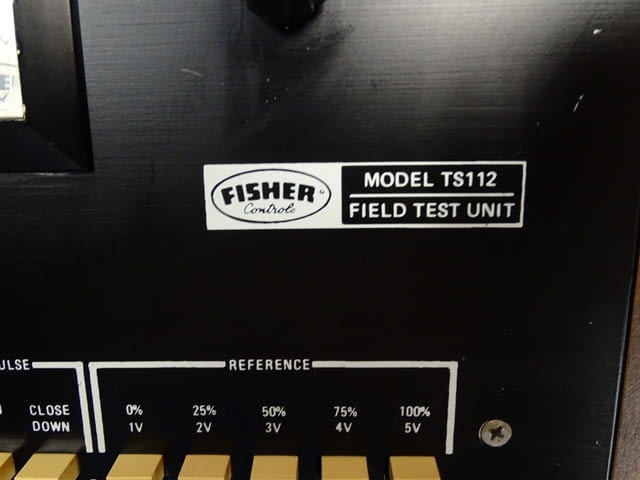 FISHER
Controls
MODEL TS112
FIELD TEST UNIT
REFERENCE
CLOSE
DOWN
0% 25% 50% 75% 100%
1V 2V 3V 4V 5V